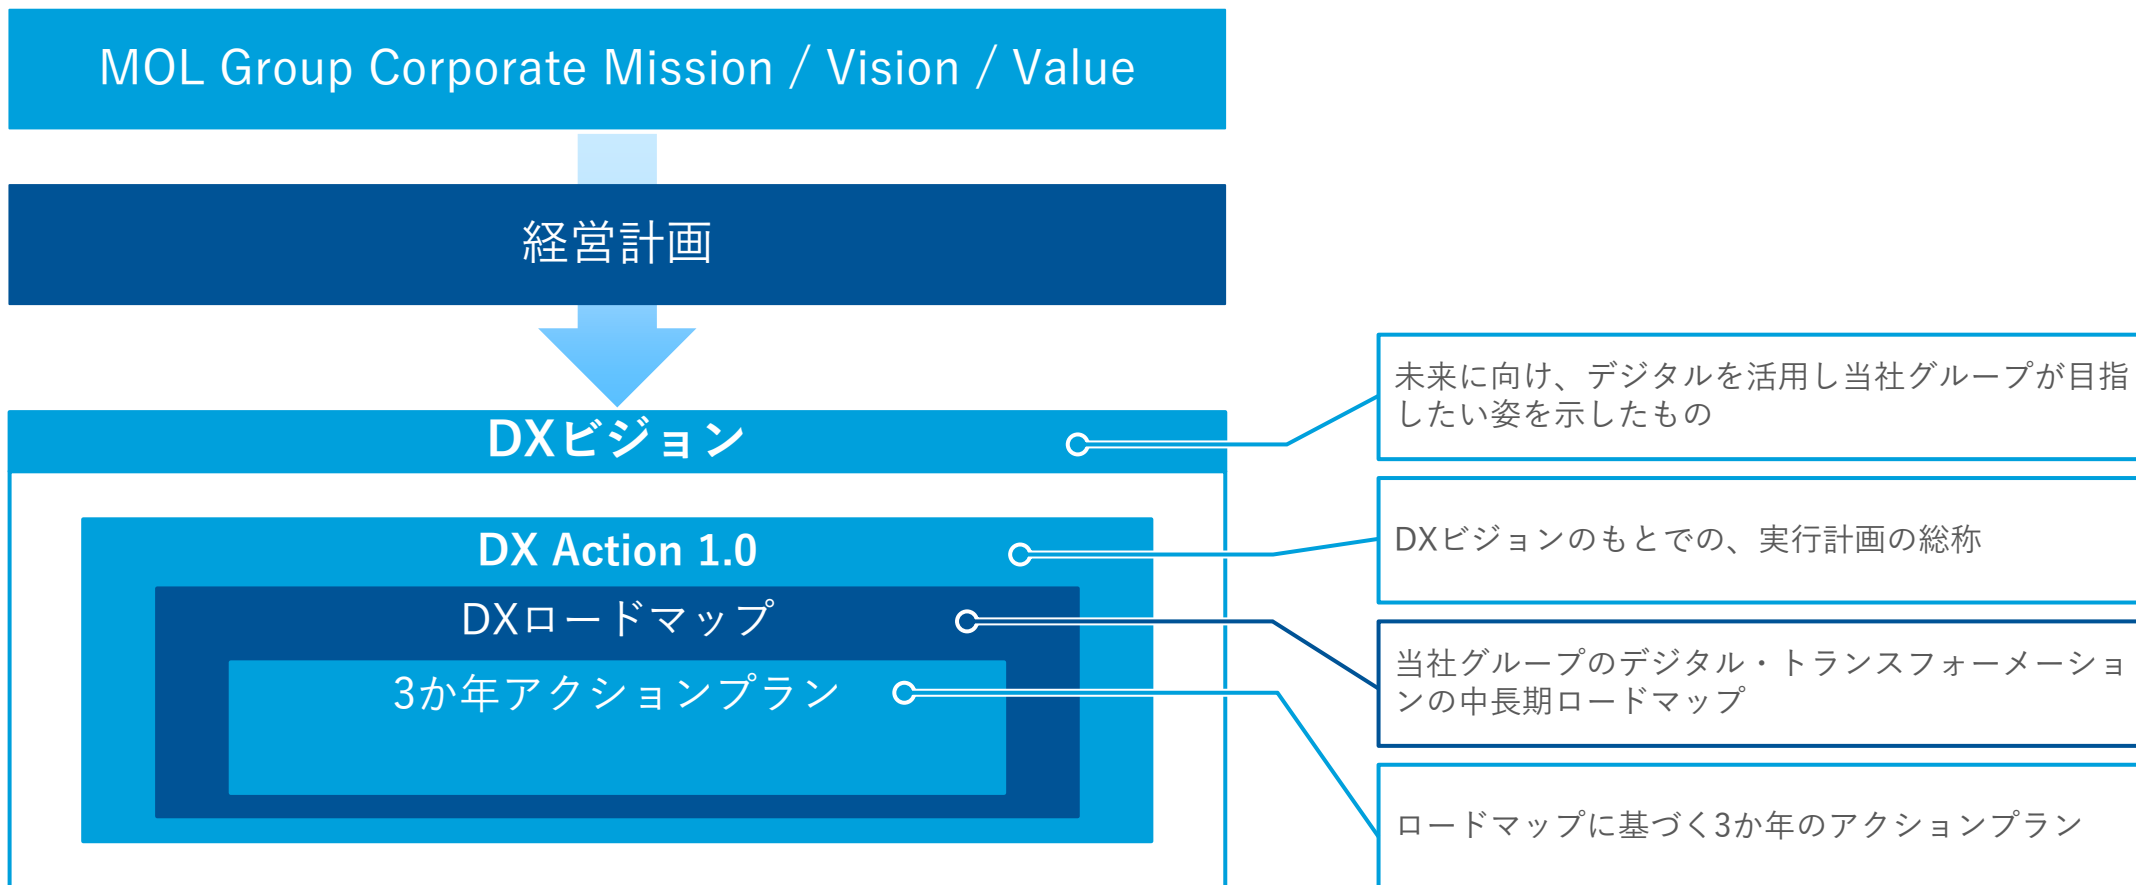 MOL Group Corporate Mission / Vision / Value
経営計画
DXビジョン
DX Action 1.0
DXロードマップ
3か年アクションプラン
未来に向け、デジタルを活用し当社グループが目指
したい姿を示したもの
DXビジョンのもとでの、実行計画の総称
当社グループのデジタル・トランスフォーメーショ
ンの中長期ロードマップ
ロードマップに基づく3か年のアクションプラン